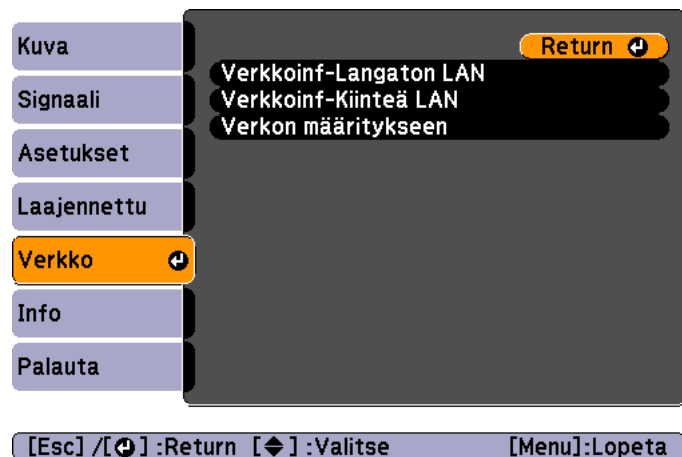 Kuva
Signaali
Asetukset
Laajennettu
Verkko
Info
Palauta
Return
Verkkoinf-Langaton LAN
Verkkoinf-Kiinteä LAN
Verkon määritykseen
[Esc] /[ ] :Return [ ] :Valitse [Menu]:Lopeta